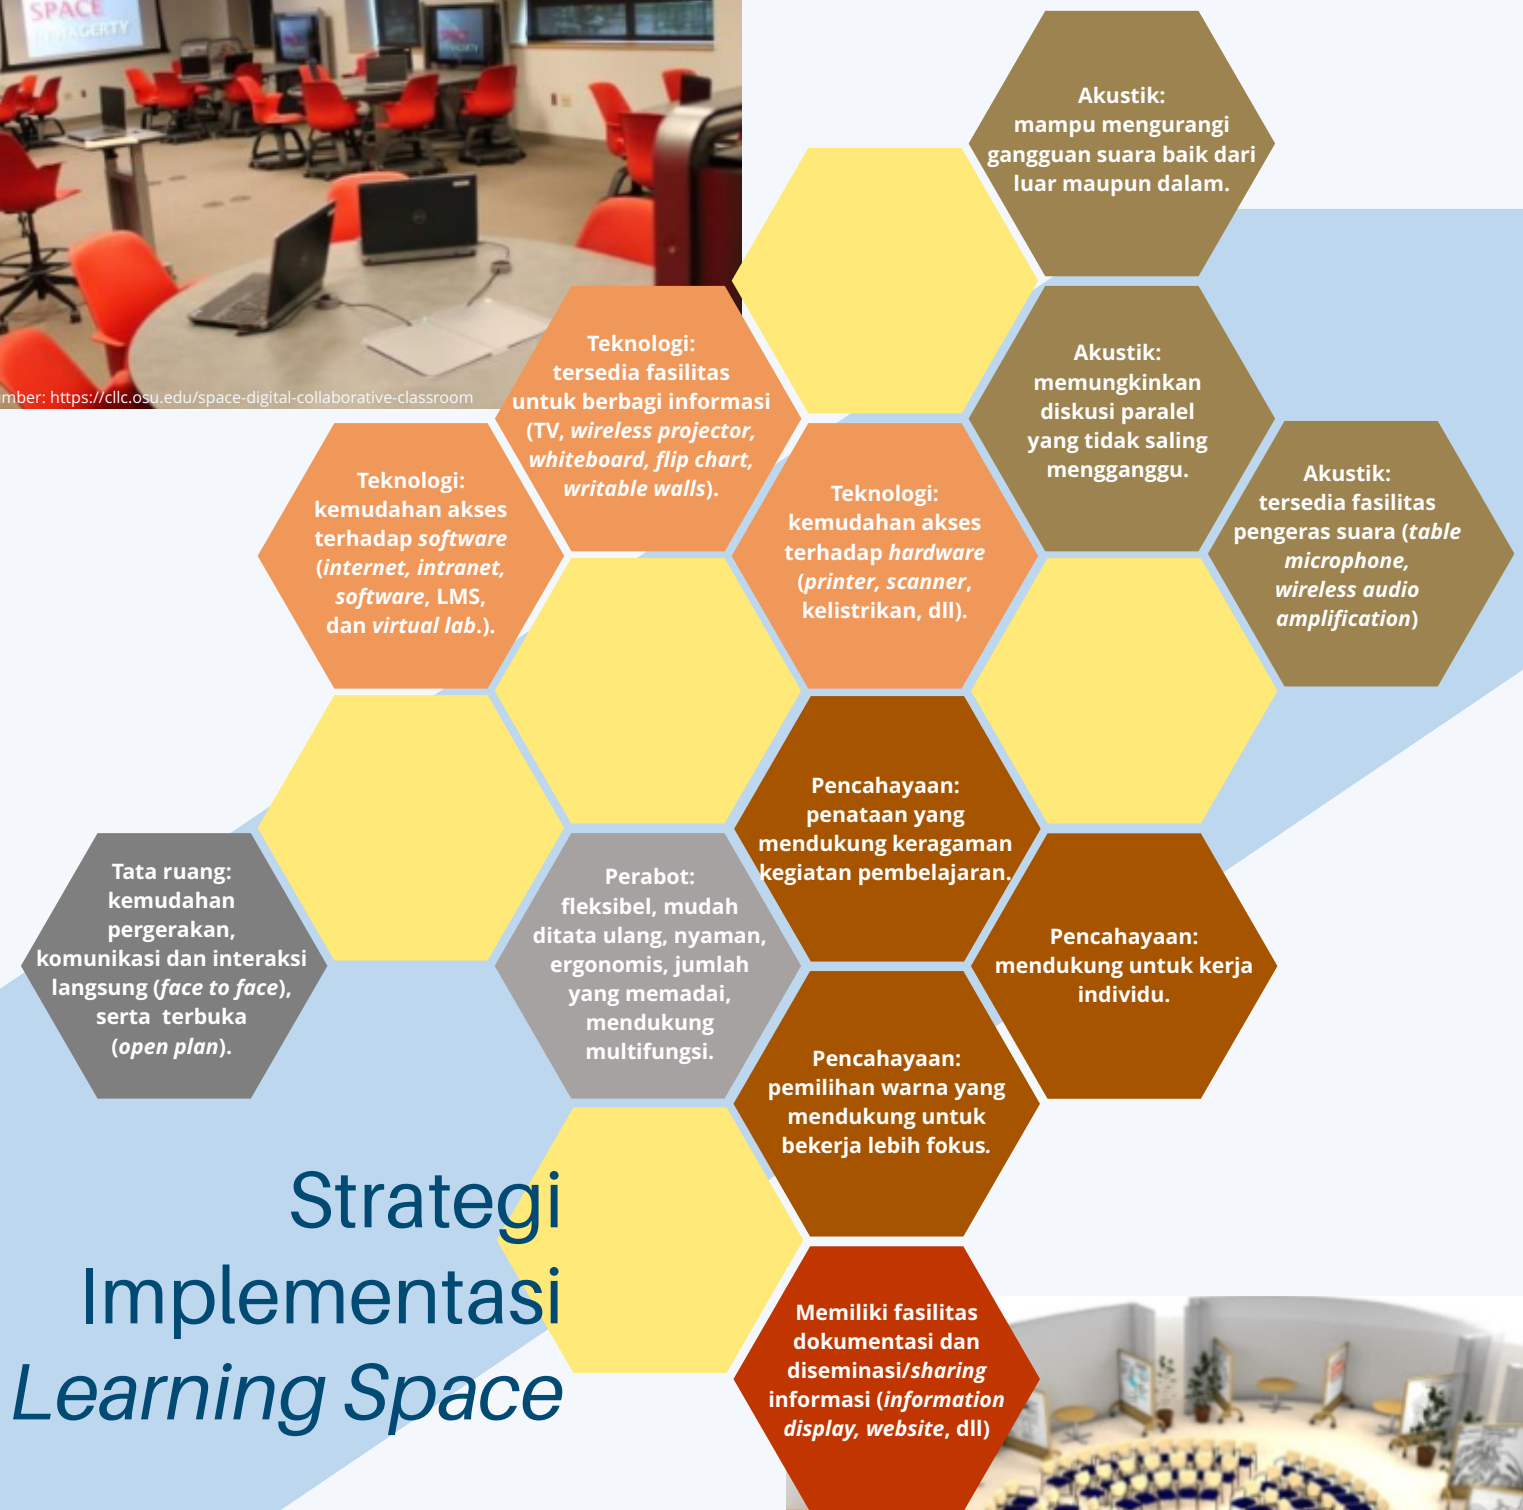 SPACE
HAGERTY
SPACE
HAGERTY
mber: https://cllc.osu.edu/space-digital-collaborative-classroom
Akustik:
mampu mengurangi
gangguan suara baik dari
luar maupun dalam.
Teknologi:
tersedia fasilitas
untuk berbagi informasi
(TV, wireless projector,
whiteboard, flip chart,
writable walls).
Akustik:
memungkinkan
diskusi paralel
yang tidak saling
mengganggu.
Teknologi:
kemudahan akses
terhadap software
(internet, intranet,
software, LMS,
dan virtual lab.).
Teknologi:
kemudahan akses
terhadap hardware
(printer, scanner,
kelistrikan, dll).
Akustik:
tersedia fasilitas
pengeras suara (table
microphone,
wireless audio
amplification)
Pencahayaan:
penataan yang
mendukung keragaman
kegiatan pembelajaran.
Tata ruang:
kemudahan
pergerakan,
komunikasi dan interaksi
langsung (face to face),
serta  terbuka
(open plan).
Perabot:
fleksibel, mudah
ditata ulang, nyaman,
ergonomis, jumlah
yang memadai,
mendukung
multifungsi.
Pencahayaan:
mendukung untuk kerja
individu.
Pencahayaan:
pemilihan warna yang
mendukung untuk
bekerja lebih fokus.
Strategi
Implementasi
Learning Space
Memiliki fasilitas
dokumentasi dan
diseminasi/sharing
informasi (information
display, website, dll)